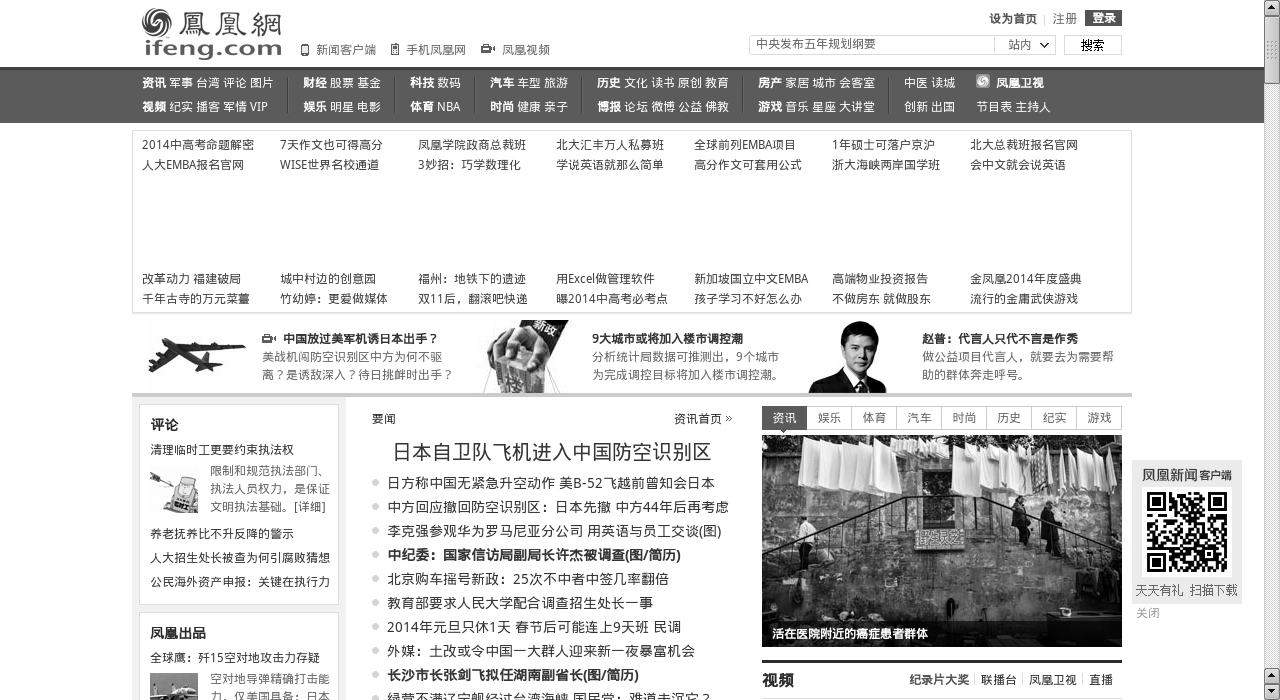 鳳凰網
ifeng.com
新闻客户端 手机凤凰网 凤凰视频
设为首页 注册 登录
中央发布五年规划纲要 站内 搜索
资讯 军事 台湾 评论 图片 财经 股票 基金 科技 数码 汽车 车型 旅游 历史 文化 读书 原创 教育 房产 家居 城市 会客室 中医 读城 凤凰卫视
视频 纪实 播客 军情 VIP 娱乐 明星 电影 体育 NBA 时尚 健康 亲子 博报 论坛 微博 公益 佛教 游戏 音乐 星座 大讲堂 创新 出国 节目表 主持人
2014中高考命题解密 7天作文也可得高分 凤凰学院政商总裁班 北大汇丰万人私募班 全球前列EMBA项目 1年硕士可落户京沪 北大总裁班报名官网
人大EMBA报名官网 WISE世界名校通道 3妙招：巧学数理化 学说英语就那么简单 高分作文可套用公式 浙大海峡两岸国学班 会中文就会说英语
改革动力 福建破局 城中村边的创意园 福州：地铁下的遗迹 用Excel做管理软件 新加坡国立中文EMBA 高端物业投资报告 金凤凰2014年度盛典
千年古寺的万元菜薹 竹幼婷：更爱做媒体 双11后，翻滚吧快递 曝2014中高考必考点 孩子学习不好怎么办 不做房东 就做股东 流行的金庸武侠游戏
中国放过美军机诱日本出手？
美战机闯防空识别区中方为何不驱
离？是诱敌深入？待日挑衅时出手？
新政
9大城市或将加入楼市调控潮
分析统计局数据可推测出，9个城市
为完成调控目标将加入楼市调控潮。
赵普：代言人只代不言是作秀
做公益项目代言人，就要去为需要帮
助的群体奔走呼号。
评论
清理临时工更要约束执法权
限制和规范执法部门、
执法人员权力，是保证
文明执法基础。[详细]
养老抚养比不升反降的警示
人大招生处长被查为何引腐败猜想
公民海外资产申报：关键在执行力
凤凰出品
全球鹰：歼15空对地攻击力存疑
空对地导弹精确打击能
力，仅美国具备；日本
要闻 资讯首页 »
日本自卫队飞机进入中国防空识别区
日方称中国无紧急升空动作 美B-52飞越前曾知会日本
中方回应撤回防空识别区：日本先撤 中方44年后再考虑
李克强参观华为罗马尼亚分公司 用英语与员工交谈(图)
中纪委：国家信访局副局长许杰被调查(图/简历)
北京购车摇号新政：25次不中者中签几率翻倍
教育部要求人民大学配合调查招生处长一事
2014年元旦只休1天 春节后可能连上9天班 民调
外媒：土改或令中国一大群人迎来新一夜暴富机会
长沙市长张剑飞拟任湖南副省长(图/简历)
绿营不满辽宁舰经过台湾海峡 国民党：难道击沉它？
资讯 娱乐 体育 汽车 时尚 历史 纪实 游戏
活在医院附近的癌症患者群体
视频 纪录片大奖 联播台 凤凰卫视 直播
凤凰新闻客户端
天天有礼 扫描下载
关闭